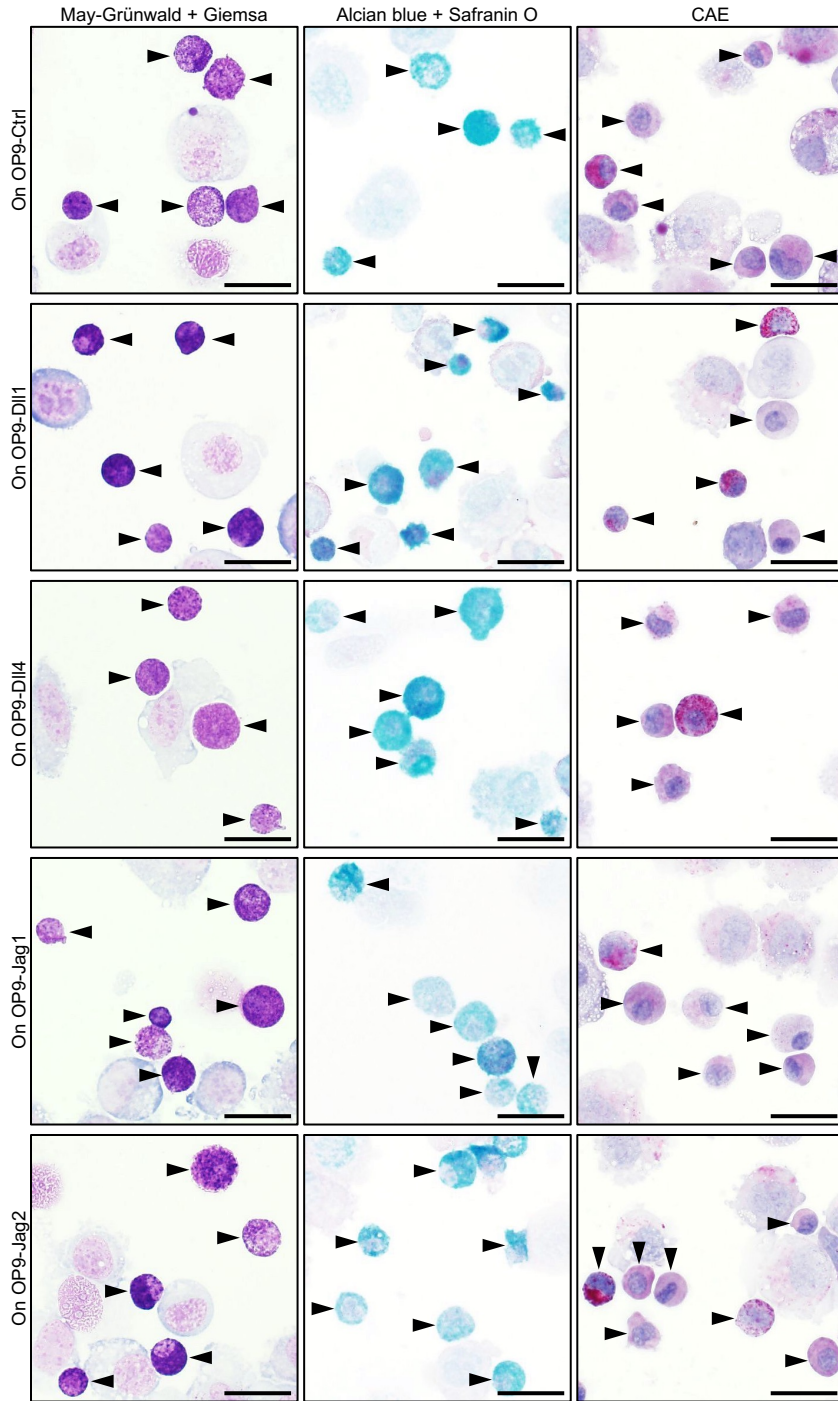 May-Grünwald + Giemsa
Alcian blue + Safranin O
CAE
On OP9-Ctrl
On OP9-Dll1
On OP9-Dll4
On OP9-Jag1
On OP9-Jag2